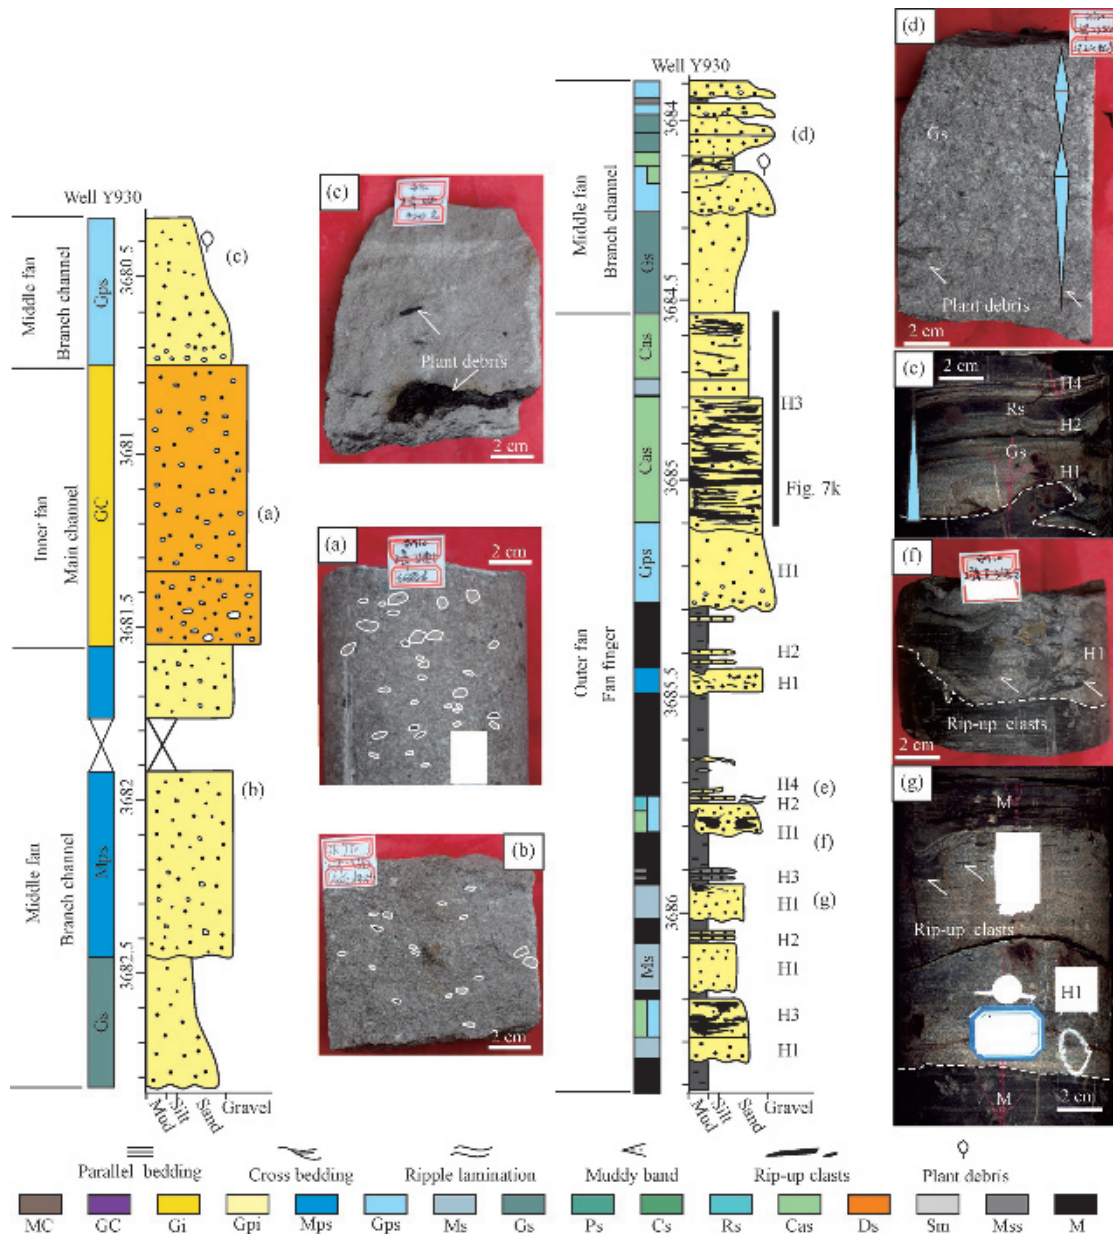 Well Y930
Middle fan
Branch channel
Inner fan
Main channel
Middle fan
Branch channel
Gps
GC
Mps
Gs
3680.5
3681
3681.5
3682
3682.5
(c)
(a)
(b)
Mud
Silt
Sand
Gravel
(c)
Plant debris
2 cm
(a)
2 cm
(b)
2 cm
Well Y930
Middle fan
Branch channel
Outer fan
Fan finger
Gs
Cas
Cas
Gps
Ms
3684
3684.5
3685
3685.5
3686
(d)
H3
Fig. 7k
H1
H2
H1
H4
H2
H1
H3
H1
H2
H1
H3
H1
(e)
(f)
(g)
Mud
Silt
Sand
Gravel
(d)
Gs
Plant debris
2 cm
(e)
2 cm
H4
Rs
H2
Gs
H1
(f)
H1
Rip-up clasts
2 cm
(g)
M
Rip-up clasts
H1
2 cm
M
Parallel bedding
Cross bedding
Ripple lamination
Muddy band
Rip-up clasts
Plant debris
MC GC Gi Gpi Mps Gps Ms Gs Ps Cs Rs Cas Ds Sm Mss M